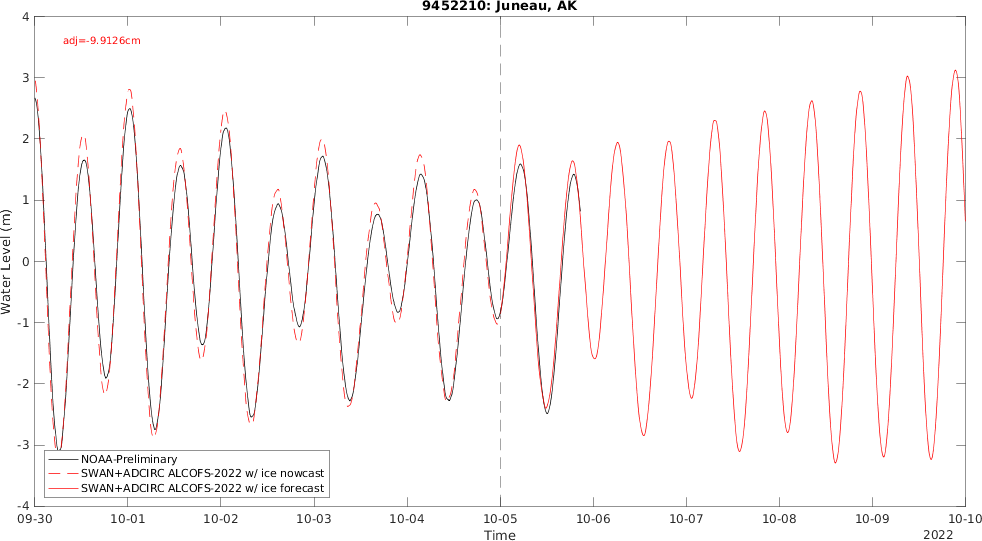 9452210: Juneau, AK
adj=-9.9126cm
Water Level (m)
4
3
2
1
0
-1
-2
-3
-4
NOAA-Preliminary
SWAN+ADCIRC ALCOFS-2022 w/ ice nowcast
SWAN+ADCIRC ALCOFS-2022 w/ ice forecast
09-30 10-01 10-02 10-03 10-04 10-05 10-06 10-07 10-08 10-09 10-10
Time
2022